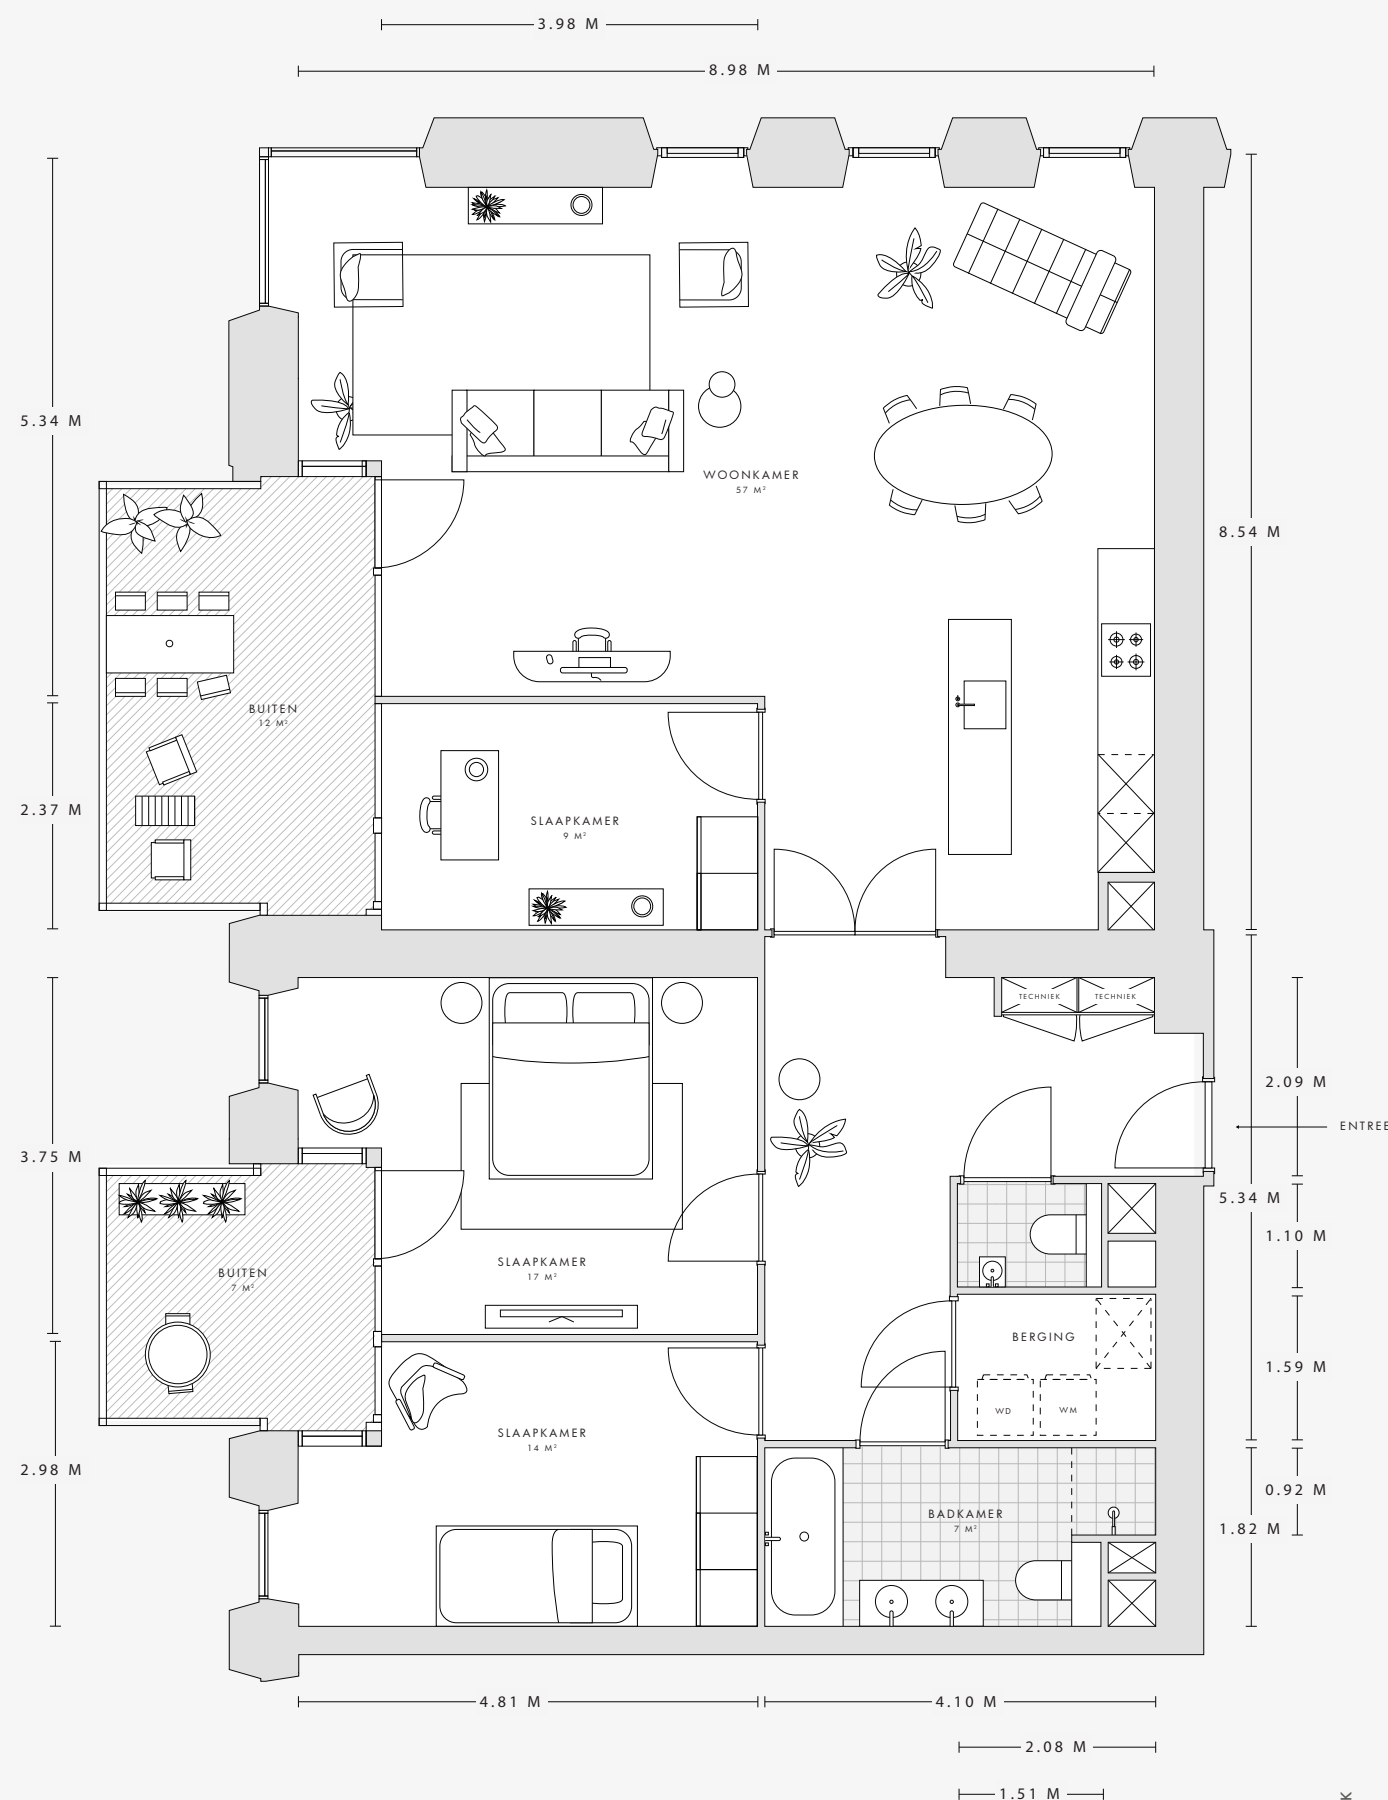 3.98 M
8.98 M
5.34 M
WOONKAMER
57 M²
8.54 M
BUITEN
12 M²
2.37 M
SLAAPKAMER
9 M²
TECHNIEK
TECHNIEK
2.09 M
ENTREE
3.75 M
5.34 M
1.10 M
SLAAPKAMER
17 M²
BUITEN
7 M²
BERGING
x
1.59 M
WD
WM
SLAAPKAMER
14 M²
2.98 M
0.92 M
BADKAMER
7 M²
1.82 M
4.81 M
4.10 M
2.08 M
1.51 M
K